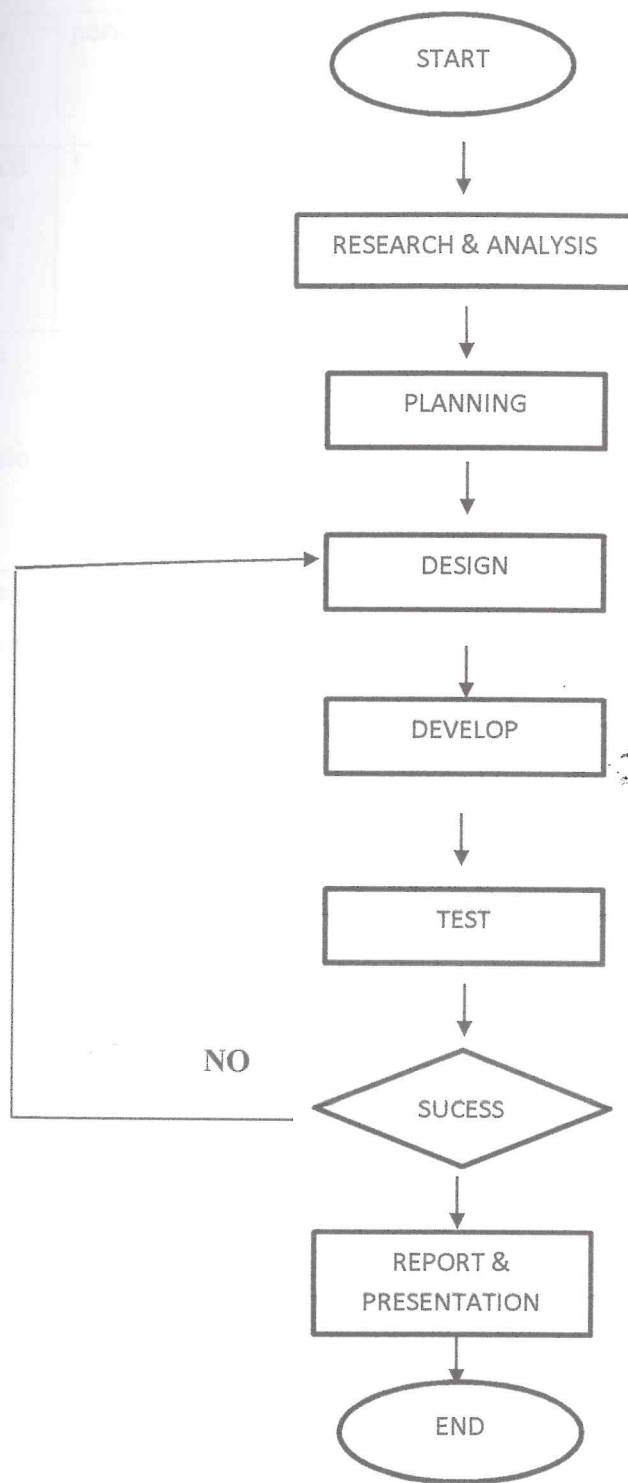 START
RESEARCH & ANALYSIS
PLANNING
DESIGN
DEVELOP
TEST
NO
SUCESS
REPORT &
PRESENTATION
END